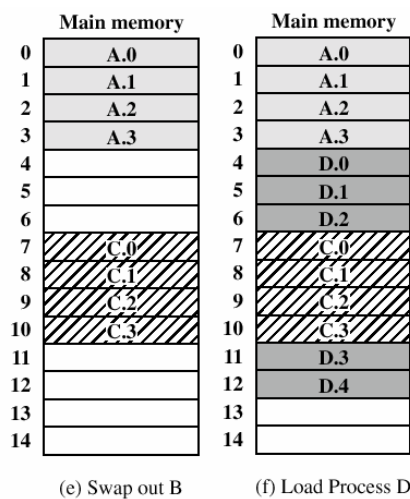 Main memory
0 A.0
1 A.1
2 A.2
3 A.3
4
5
6
7 C.0
8 C.1
9 C.2
10 C.3
11
12
13
14
(e) Swap out B
Main memory
0 A.0
1 A.1
2 A.2
3 A.3
4 D.0
5 D.1
6 D.2
7 C.0
8 C.1
9 C.2
10 C.3
11 D.3
12 D.4
13
14
(f) Load Process D